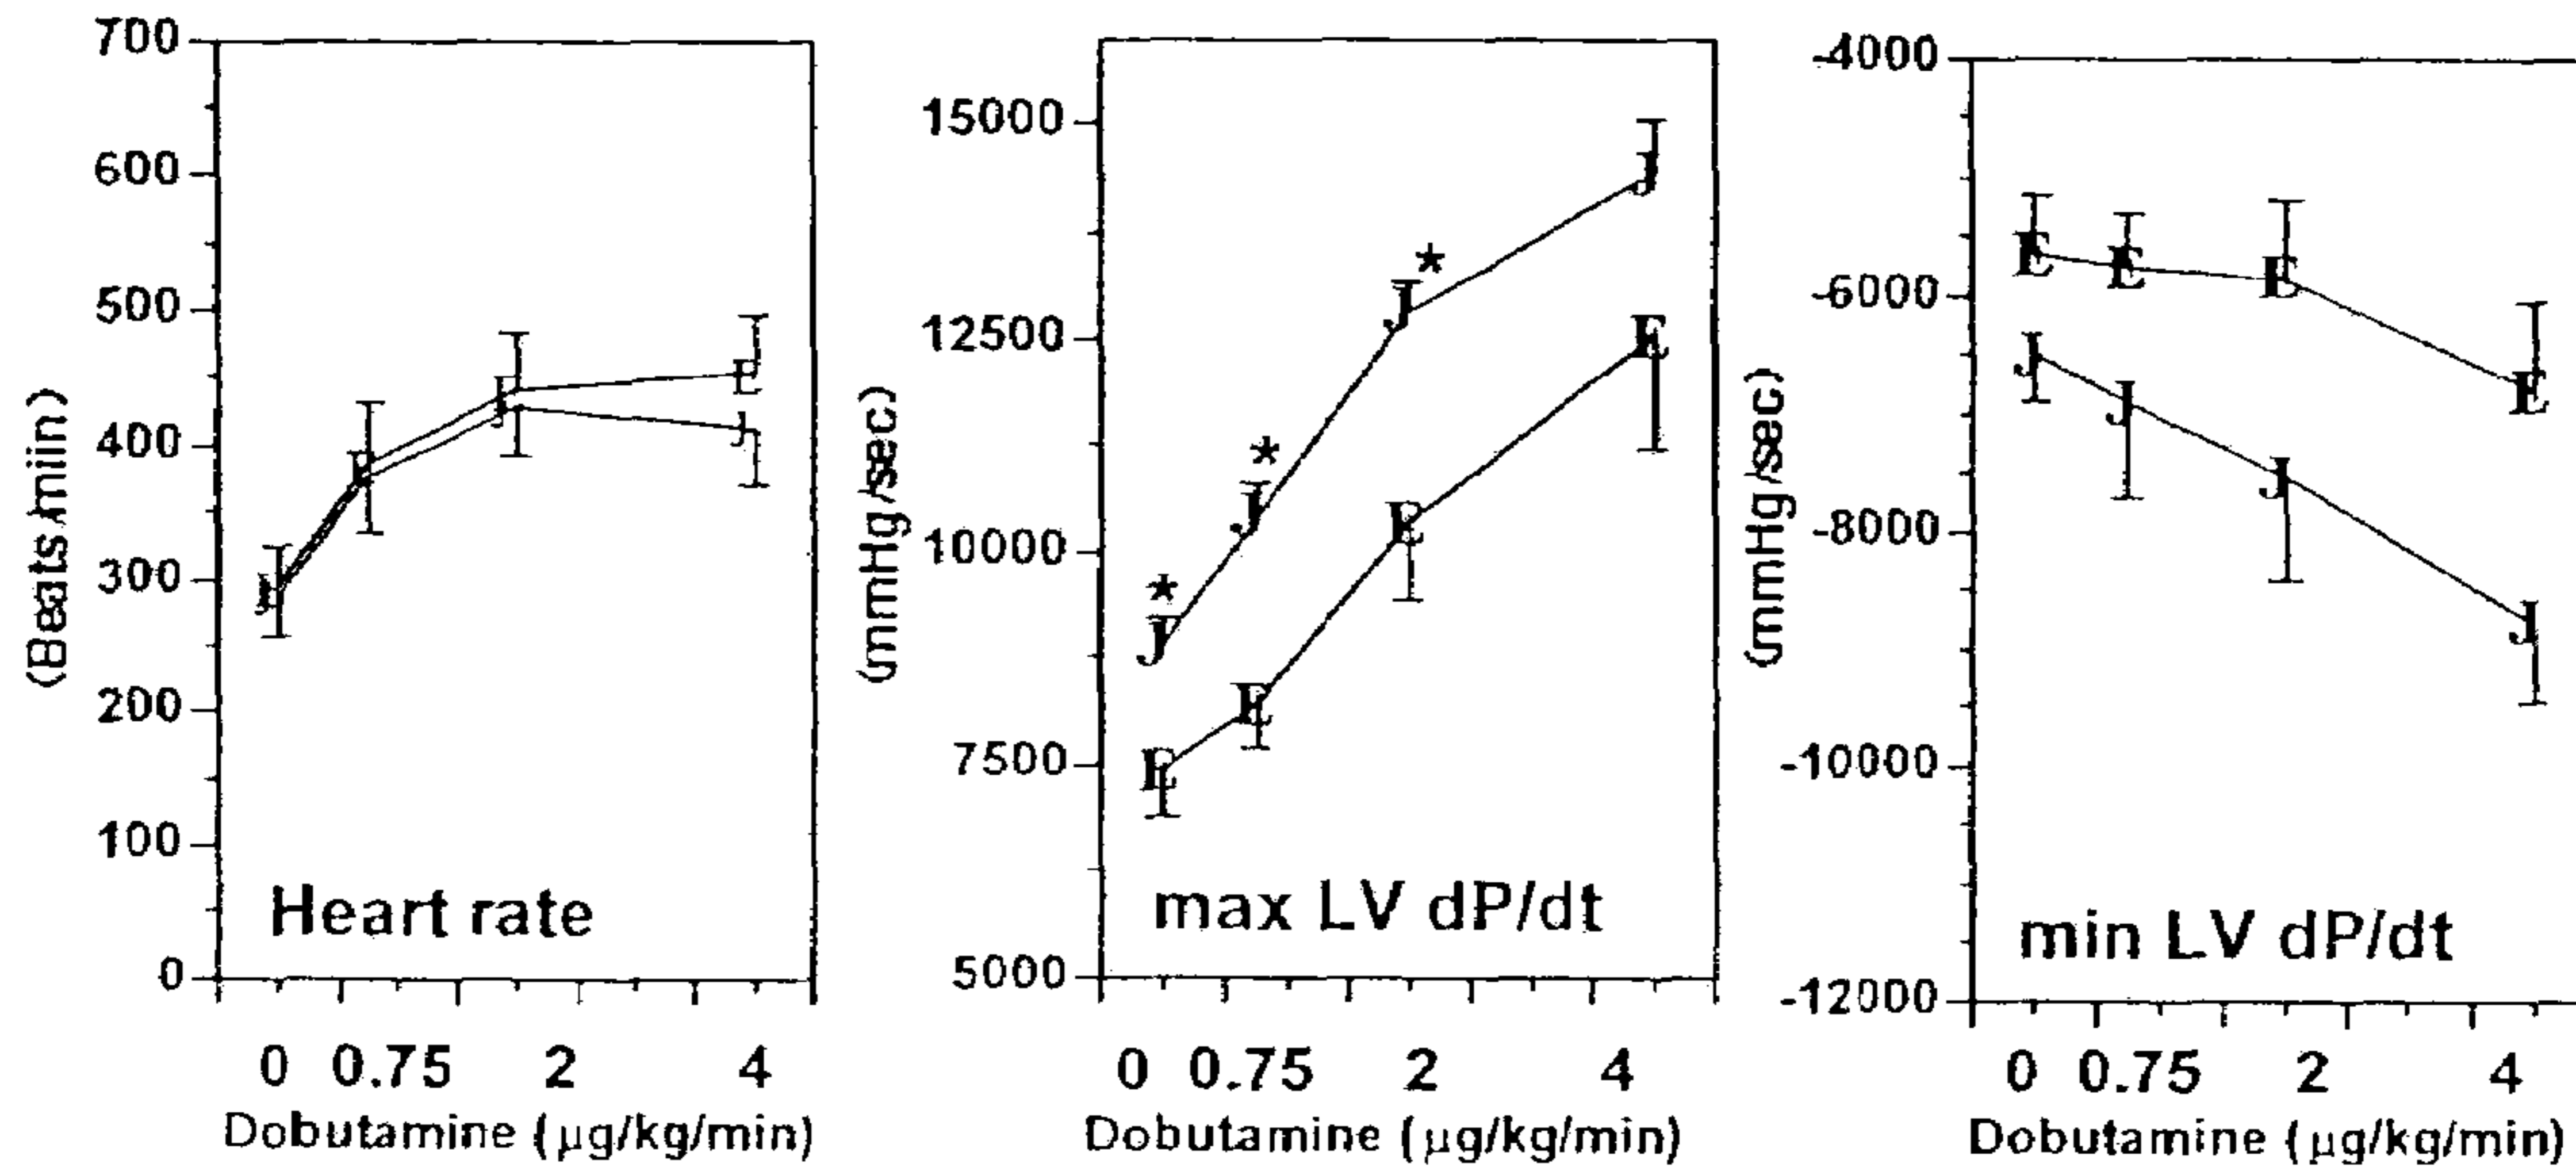 700
600
500
400
300
200
100
0
(Beats/miin)
J
E
J
E
J
Heart rate
0 0.75 2 4
Dobutamine (µg/kg/min)
15000
12500
10000
7500
5000
(mmHg/sec)
J
*
J
*
J
*
J
E
E
E
E
max LV dP/dt
0 0.75 2 4
Dobutamine (µg/kg/min)
-4000
-6000
-8000
-10000
-12000
(mmHg/sec)
E
E
E
E
J
J
J
J
min LV dP/dt
0 0.75 2 4
Dobutamine (µg/kg/min)